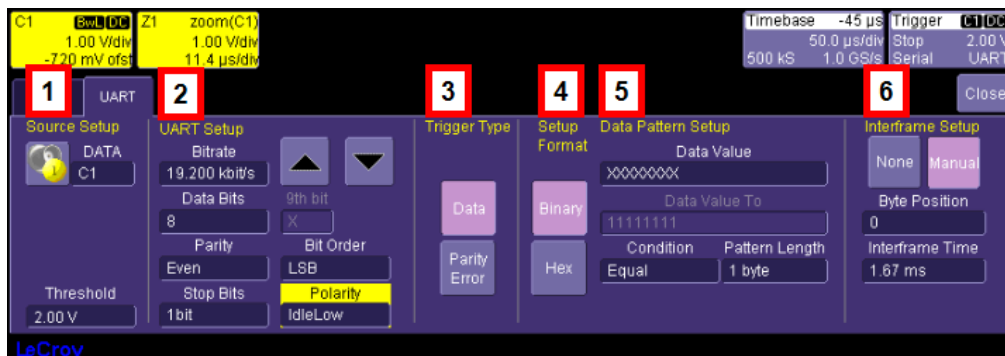 C1 BwL DC
1.00 V/div
-720 mV ofst
Z1 zoom(C1)
1.00 V/div
11.4 µs/div
Timebase -45 µs
50.0 µs/div
500 kS 1.0 GS/s
Trigger C1 DC
Stop 2.00 V
Serial UART
1
UART
2
3
4
5
6
Close
Source Setup
DATA
1
C1
Threshold
2.00 V
UART Setup
Bitrate
19.200 kbit/s
Data Bits
8
9th bit
X
Parity
Even
Bit Order
LSB
Stop Bits
1bit
Polarity
IdleLow
Trigger Type
Data
Parity
Error
Setup
Format
Binary
Hex
Data Pattern Setup
Data Value
XXXXXXXX
Data Value To
11111111
Condition
Equal
Pattern Length
1 byte
Interframe Setup
None
Manual
Byte Position
0
Interframe Time
1.67 ms
LeCroy